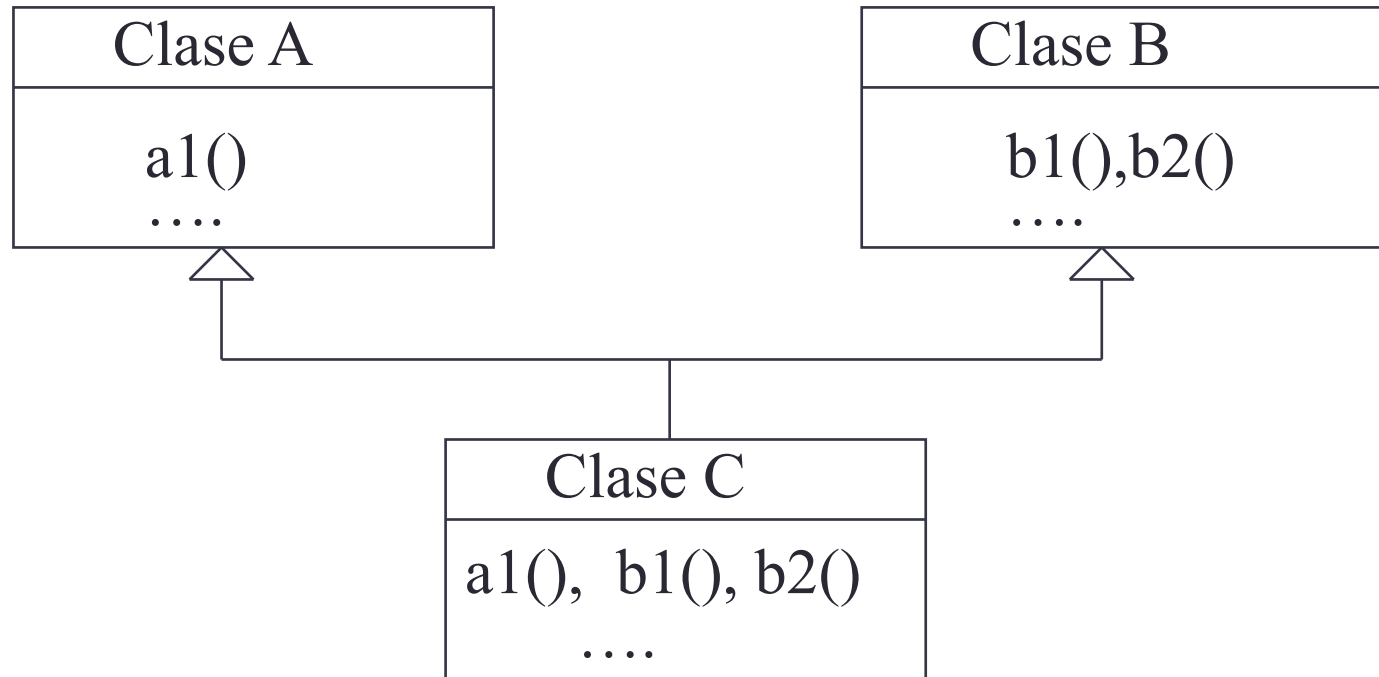 Clase A
a1()
....
Clase B
b1(),b2()
....
Clase C
a1(),  b1(), b2()
....